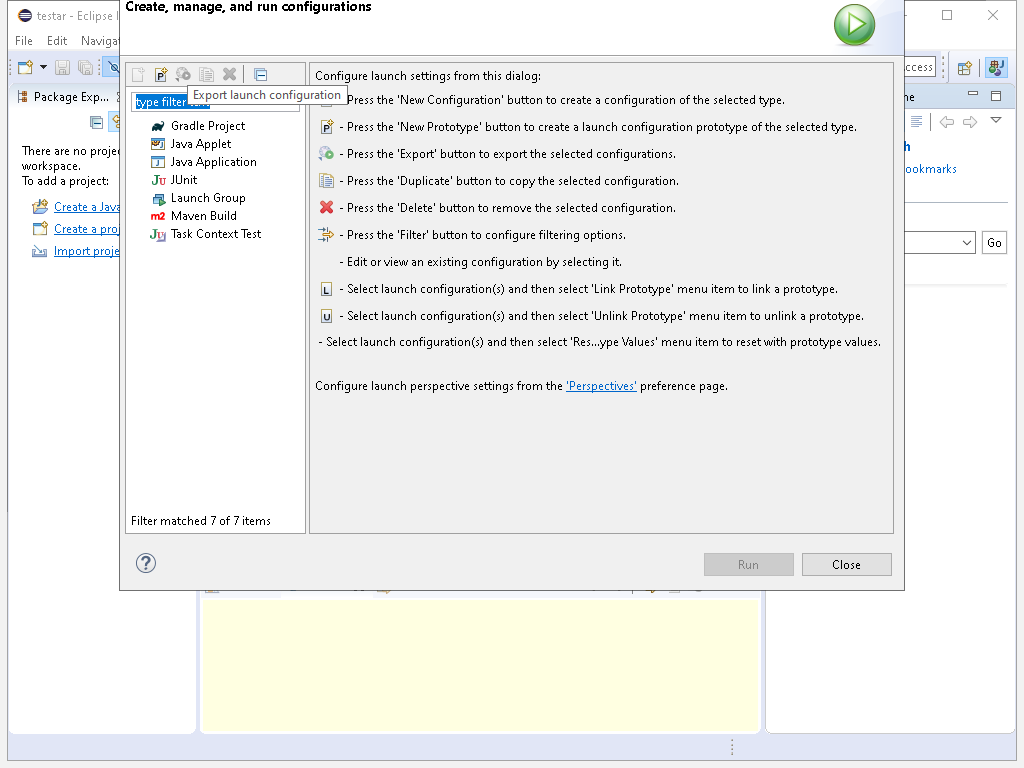 Create, manage, and run configurations
testar - Eclipse I
File Edit Naviga
ccess
Package Exp...
ne
Export launch configuration
type filter
There are no proje
workspace.
To add a project:
Create a Java
Create a proj
Import proje
Gradle Project
Java Applet
Java Application
JUnit
Launch Group
Maven Build
Task Context Test
Filter matched 7 of 7 items
Configure launch settings from this dialog:
Press the 'New Configuration' button to create a configuration of the selected type.
- Press the 'New Prototype' button to create a launch configuration prototype of the selected type.
- Press the 'Export' button to export the selected configurations.
- Press the 'Duplicate' button to copy the selected configuration.
- Press the 'Delete' button to remove the selected configuration.
- Press the 'Filter' button to configure filtering options.
- Edit or view an existing configuration by selecting it.
- Select launch configuration(s) and then select 'Link Prototype' menu item to link a prototype.
- Select launch configuration(s) and then select 'Unlink Prototype' menu item to unlink a prototype.
- Select launch configuration(s) and then select 'Res...ype Values' menu item to reset with prototype values.
Configure launch perspective settings from the 'Perspectives' preference page.
h
ookmarks
Go
Run
Close